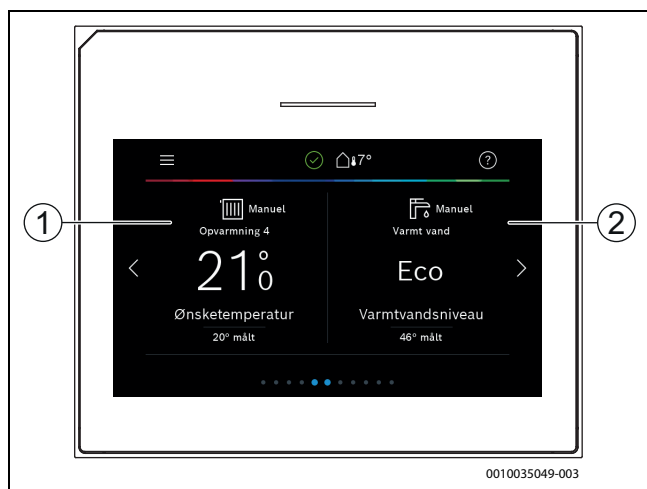 7°
?
Manuel
Opvarmning 4
21°0
Ønsketemperatur
20° målt
Manuel
Varmt vand
Eco
Varmtvandsniveau
46° målt
1
2
0010035049-003